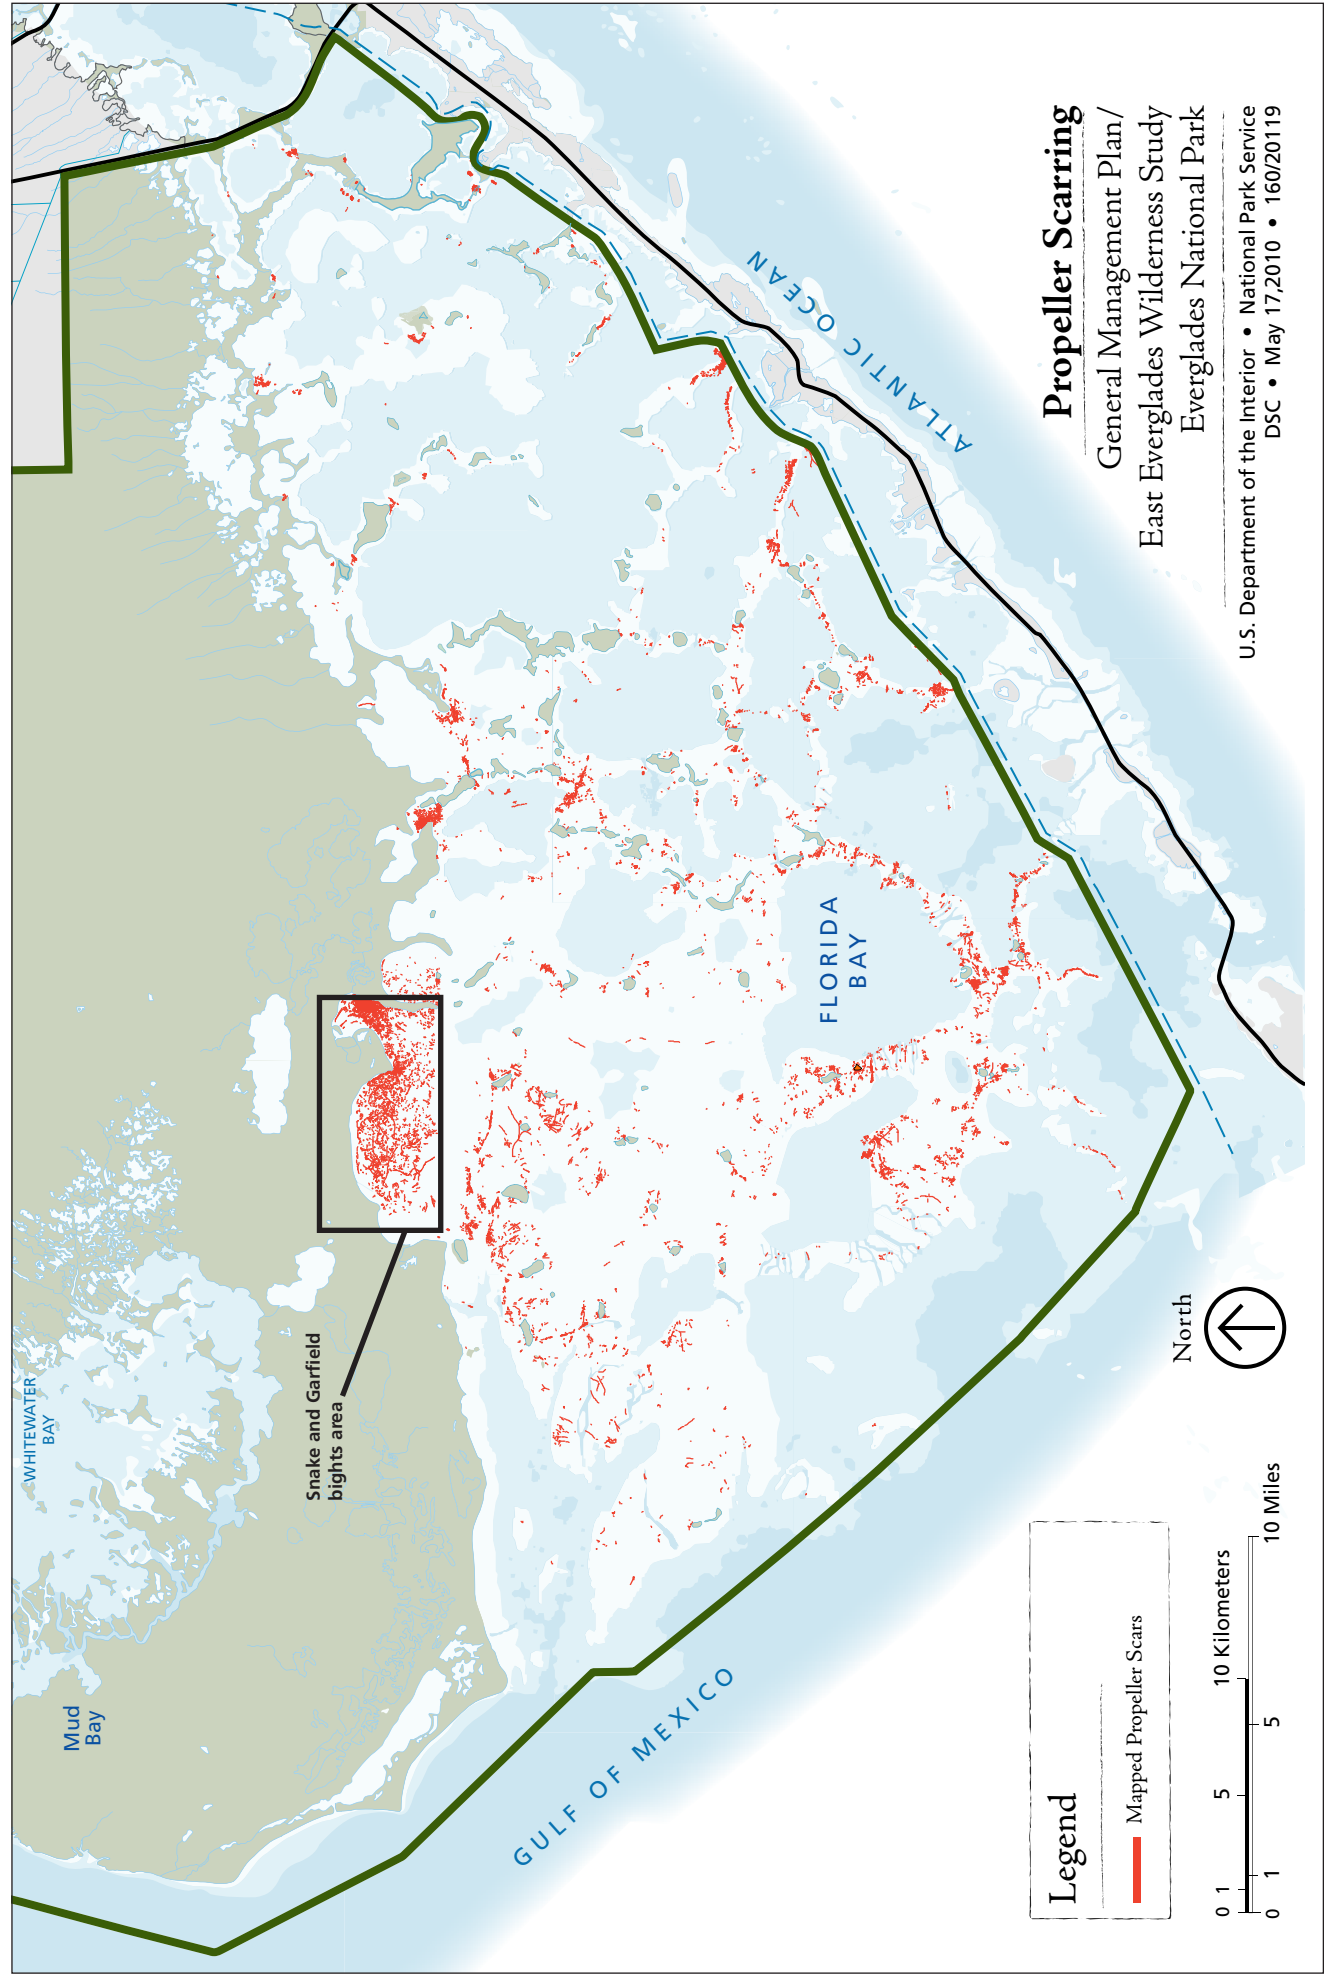 WHITEWATER
BAY
Mud
Bay
Snake and Garfield
bights area
FLORIDA
BAY
GULF OF MEXICO
ATLANTIC OCEAN
Propeller Scarring
General Management Plan/
East Everglades Wilderness Study
Everglades National Park
U.S. Department of the Interior • National Park Service
DSC • May 17,2010 • 160/20119
North
Legend
Mapped Propeller Scars
0 1 5 10 Kilometers
0 1 5 10 Miles